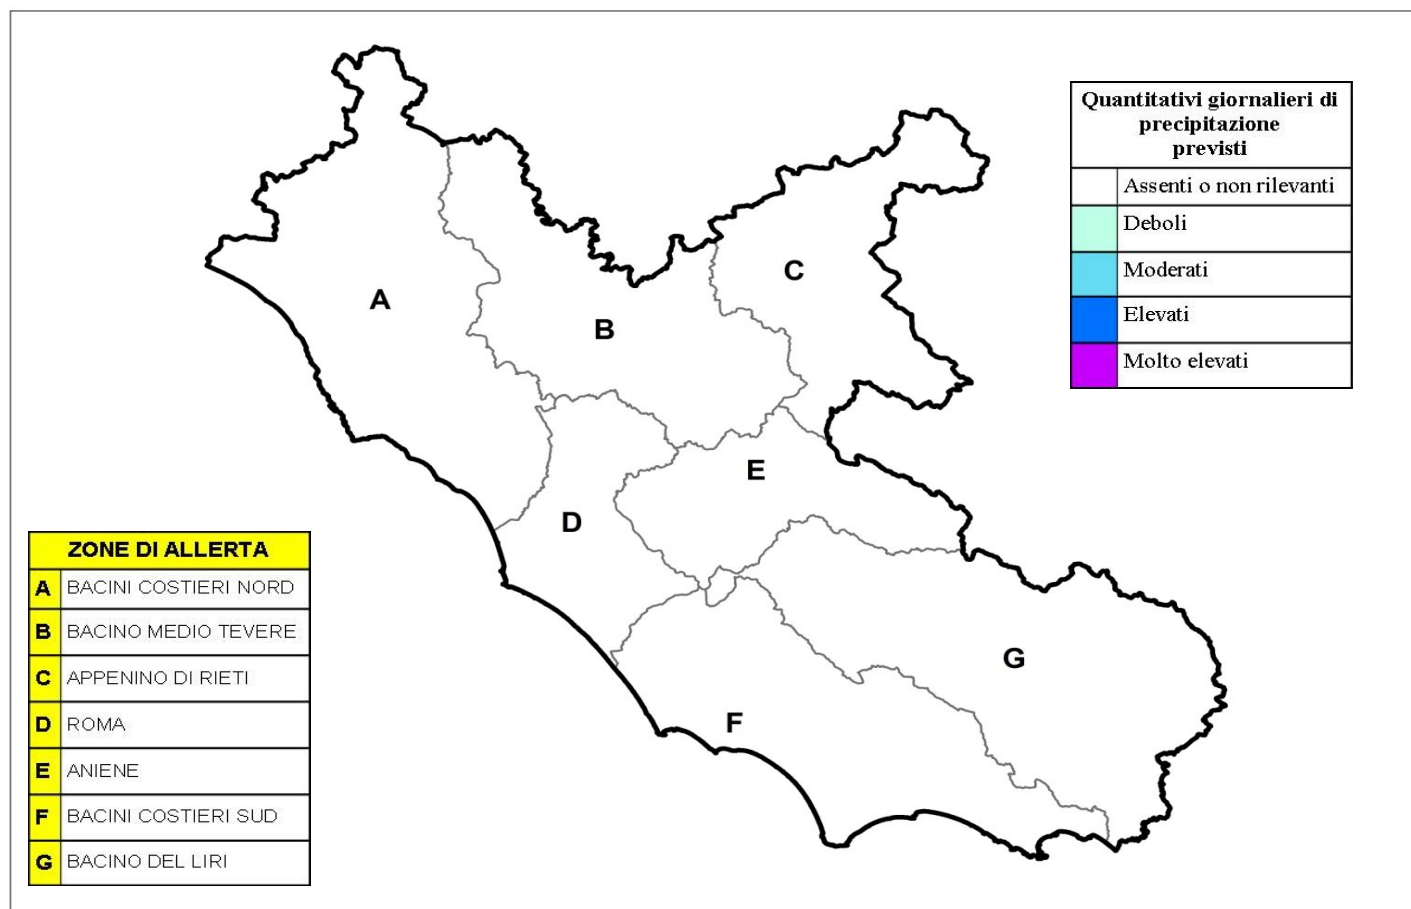 Quantitativi giornalieri di
precipitazione
previsti
Assenti o non rilevanti
Deboli
Moderati
Elevati
Molto elevati
A
B
C
D
E
F
G
ZONE DI ALLERTA
A BACINI COSTIERI NORD
B BACINO MEDIO TEVERE
C APPENINO DI RIETI
D ROMA
E ANIENE
F BACINI COSTIERI SUD
G BACINO DEL LIRI